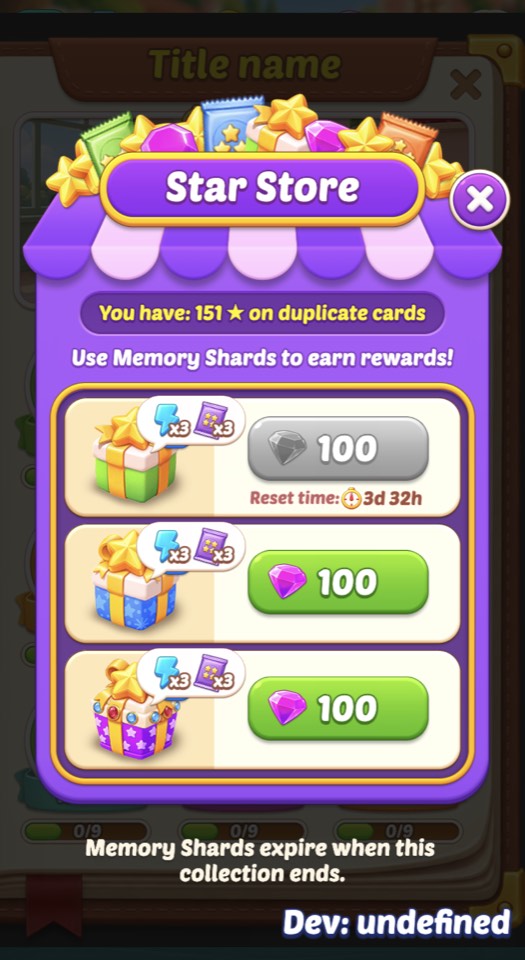 Title name
Star Store
You have: 151 ★ on duplicate cards
Use Memory Shards to earn rewards!
x3 x3
100
Reset time: 3d 32h
x3 x3
100
x3 x3
100
0/9 0/9 0/9
Memory Shards expire when this
collection ends.
Dev: undefined